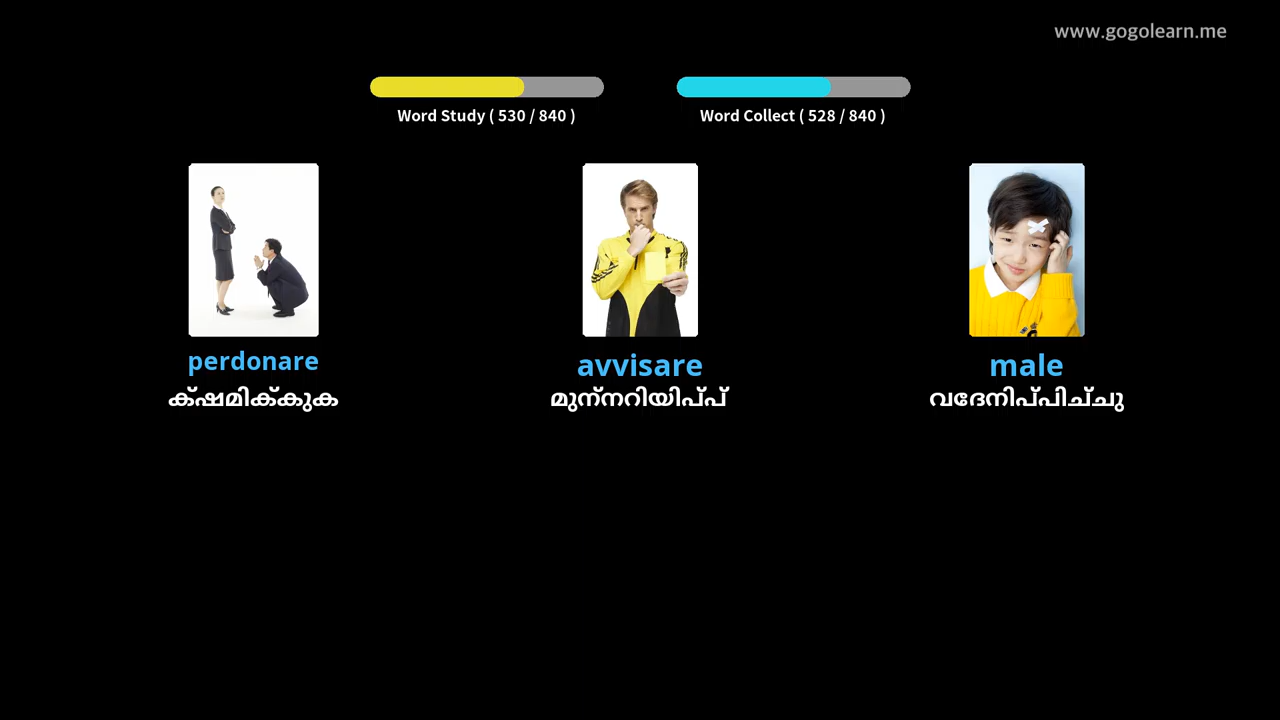 www.gogolearn.me
Word Study ( 530 / 840 )
Word Collect ( 528 / 840 )
perdonare
ക്ഷമിക്കുക
avvisare
മുന്നറിയിപ്പ്
male
വേദനിപ്പിച്ചു